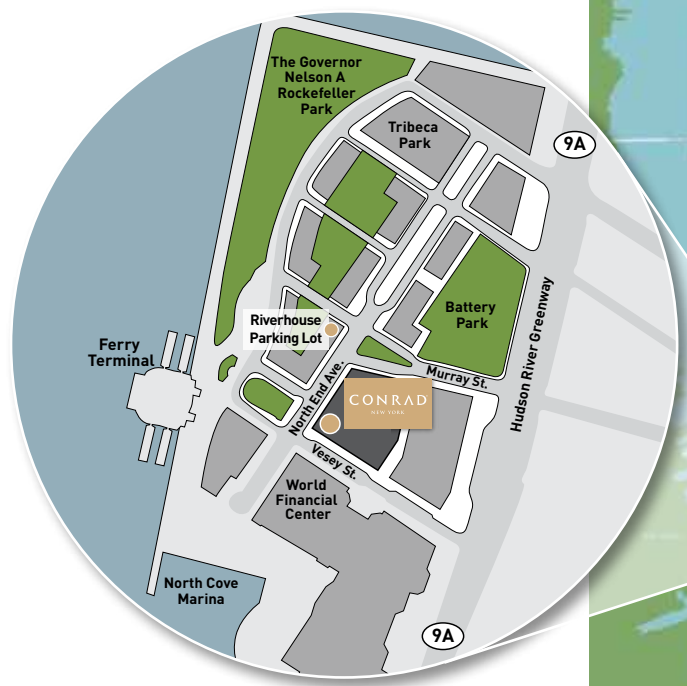 The Governor
Nelson A
Rockefeller
Park
Tribeca
Park
9A
Battery
Park
Hudson River Greenway
Riverhouse
Parking Lot
Ferry
Terminal
North End Ave.
Murray St.
CONRAD
NEW YORK
Vesey St.
World
Financial
Center
North Cove
Marina
9A